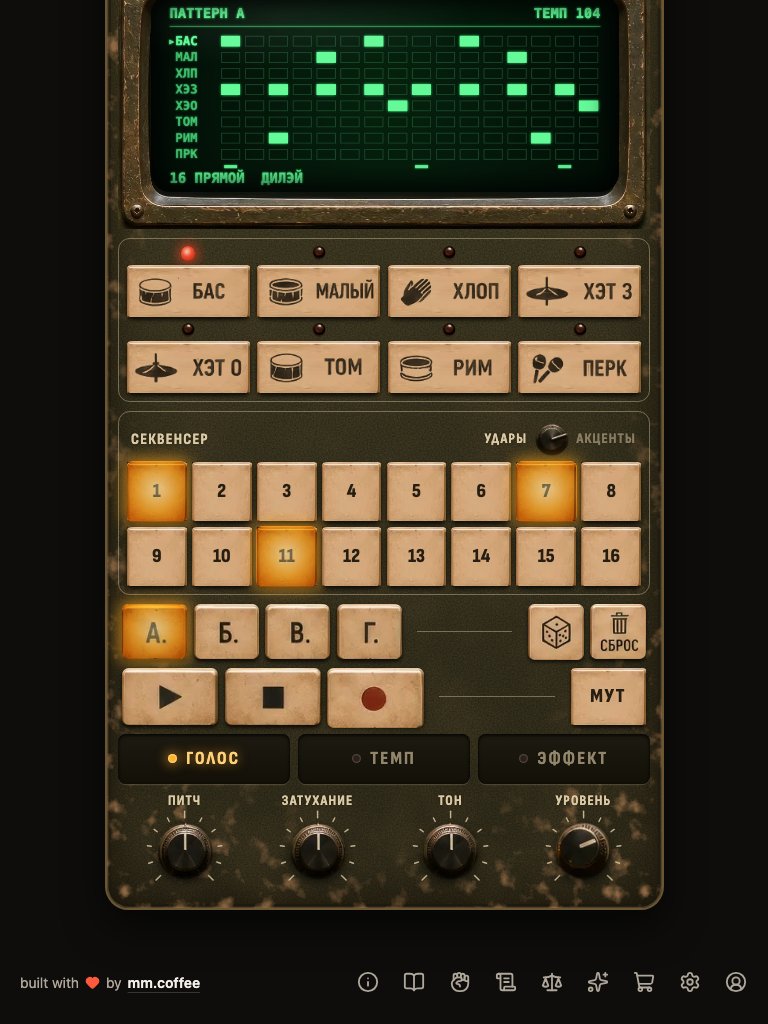 ПАТТЕРН А ТЕМП 104
▸БАС
МАЛ
ХЛП
ХЭЗ
ХЭО
ТОМ
РИМ
ПРК
16 ПРЯМОЙ ДИЛЭЙ
БАС МАЛЫЙ ХЛОП ХЭТ З
ХЭТ О ТОМ РИМ ПЕРК
СЕКВЕНСЕР УДАРЫ АКЦЕНТЫ
1 2 3 4 5 6 7 8
9 10 11 12 13 14 15 16
А. Б. В. Г.
СБРОС
МУТ
ГОЛОС ТЕМП ЭФФЕКТ
ПИТЧ ЗАТУХАНИЕ ТОН УРОВЕНЬ
built with ❤ by mm.coffee